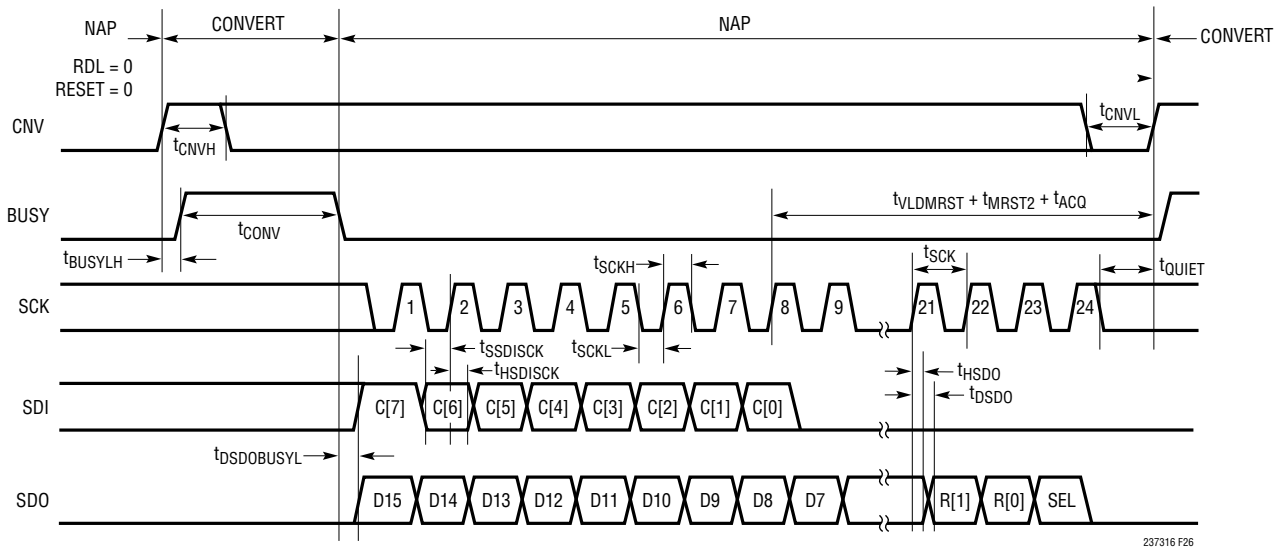 NAP CONVERT NAP CONVERT
RDL = 0
RESET = 0
CNV
tCNVH
tCNVL
BUSY
tCONV
tVLDMRST + tMRST2 + tACQ
tBUSYLH
tSCKH
tSCK
tQUIET
SCK
1 2 3 4 5 6 7 8 9 21 22 23 24
tSSDISCK
tSCKL
tHSDISCK
tHSDO
tDSDO
SDI
C[7] C[6] C[5] C[4] C[3] C[2] C[1] C[0]
tDSDOBUSYL
SDO
D15 D14 D13 D12 D11 D10 D9 D8 D7 R[1] R[0] SEL
237316 F26